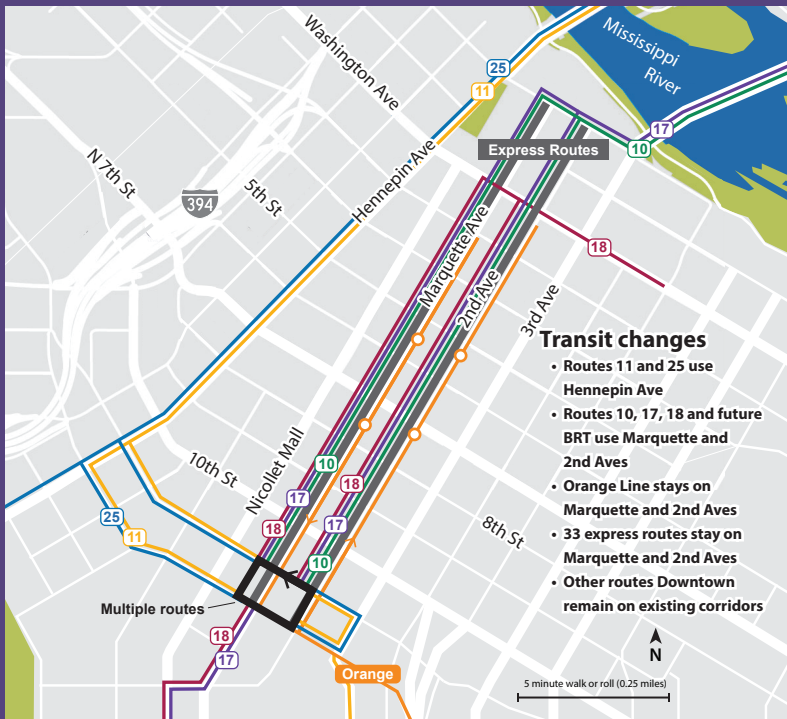 Mississippi
River
Washington Ave
25
11
17
10
Express Routes
N 7th St
5th St
Hennepin Ave
394
Marquette Ave
2nd Ave
3rd Ave
18
Transit changes
• Routes 11 and 25 use
Hennepin Ave
• Routes 10, 17, 18 and future
BRT use Marquette and
2nd Aves
• Orange Line stays on
Marquette and 2nd Aves
• 33 express routes stay on
Marquette and 2nd Aves
• Other routes Downtown
remain on existing corridors
10th St
Nicollet Mall
8th St
10
17
18
18
17
10
25
11
Multiple routes
18
17
Orange
N
5 minute walk or roll (0.25 miles)